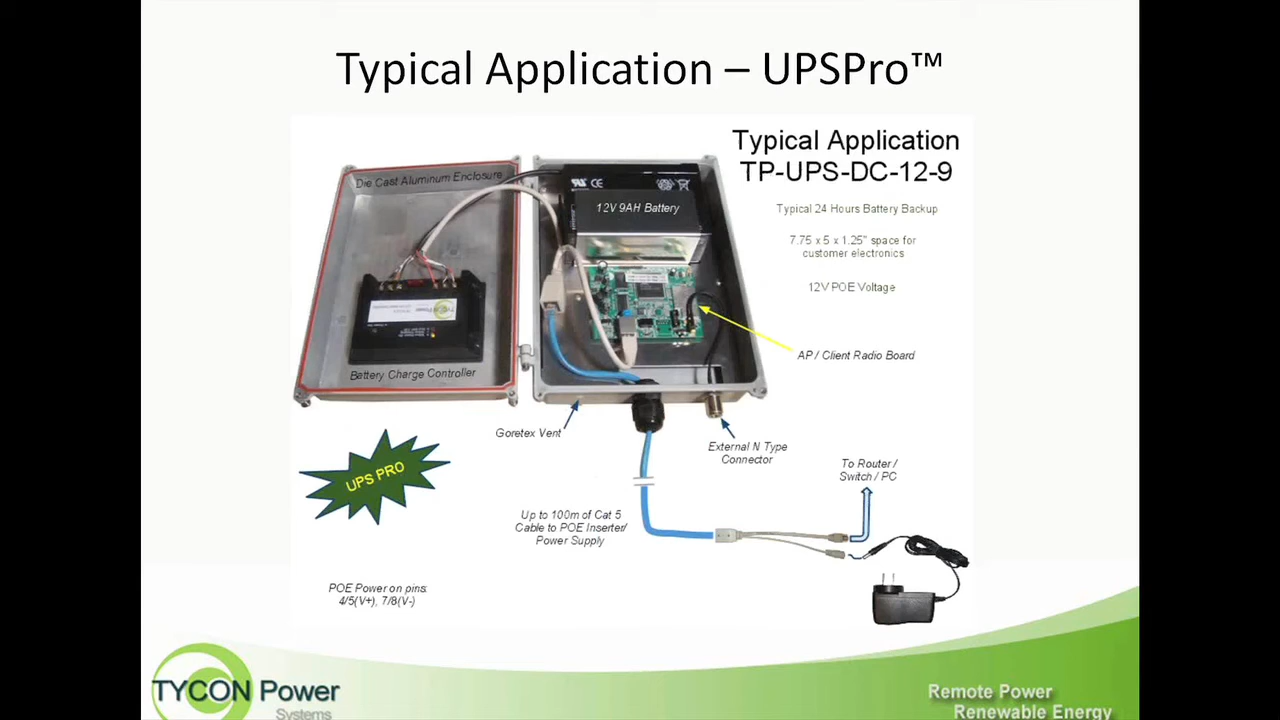 Typical Application – UPSPro™
Typical Application
TP-UPS-DC-12-9
Typical 24 Hours Battery Backup
7.75 x 5 x 1.25" space for
customer electronics
12V POE Voltage
Die Cast Aluminum Enclosure
12V 9AH Battery
AP / Client Radio Board
Battery Charge Controller
Goretex Vent
External N Type
Connector
To Router /
Switch / PC
UPS PRO
Up to 100m of Cat 5
Cable to POE Inserter/
Power Supply
POE Power on pins:
4/5(V+), 7/8(V-)
TYCON Power
Systems
Remote Power
Renewable Energy